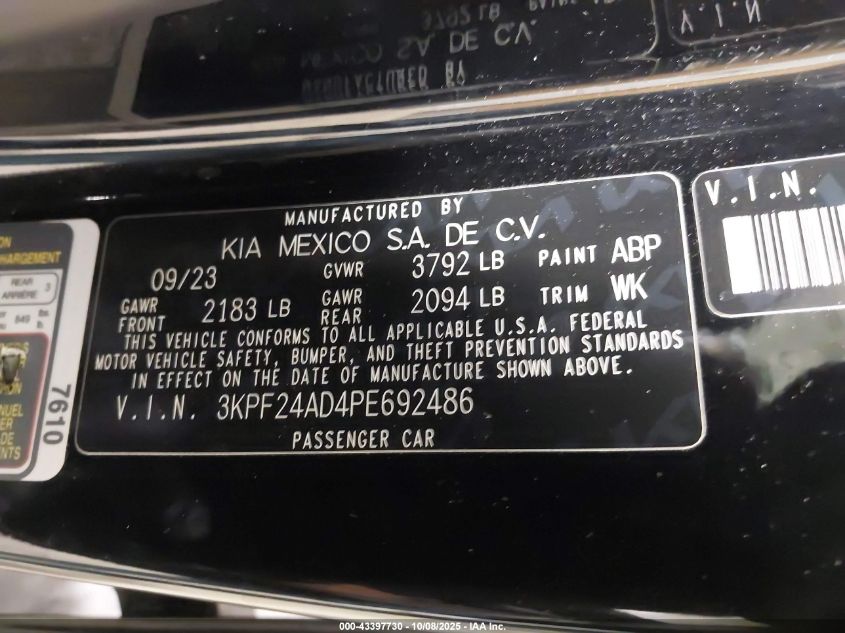 MANUFACTURED BY
KIA MEXICO S.A. DE C.V.
09/23 GVWR 3792 LB PAINT ABP
GAWR FRONT 2183 LB GAWR REAR 2094 LB TRIM WK
THIS VEHICLE CONFORMS TO ALL APPLICABLE U.S.A. FEDERAL
MOTOR VEHICLE SAFETY, BUMPER, AND THEFT PREVENTION STANDARDS
IN EFFECT ON THE DATE OF MANUFACTURE SHOWN ABOVE.
V.I.N. 3KPF24AD4PE692486
PASSENGER CAR
V.I.N.
REAR
ARRIÈRE 3
7610
000-43397730 - 10/08/2025 - IAA Inc.